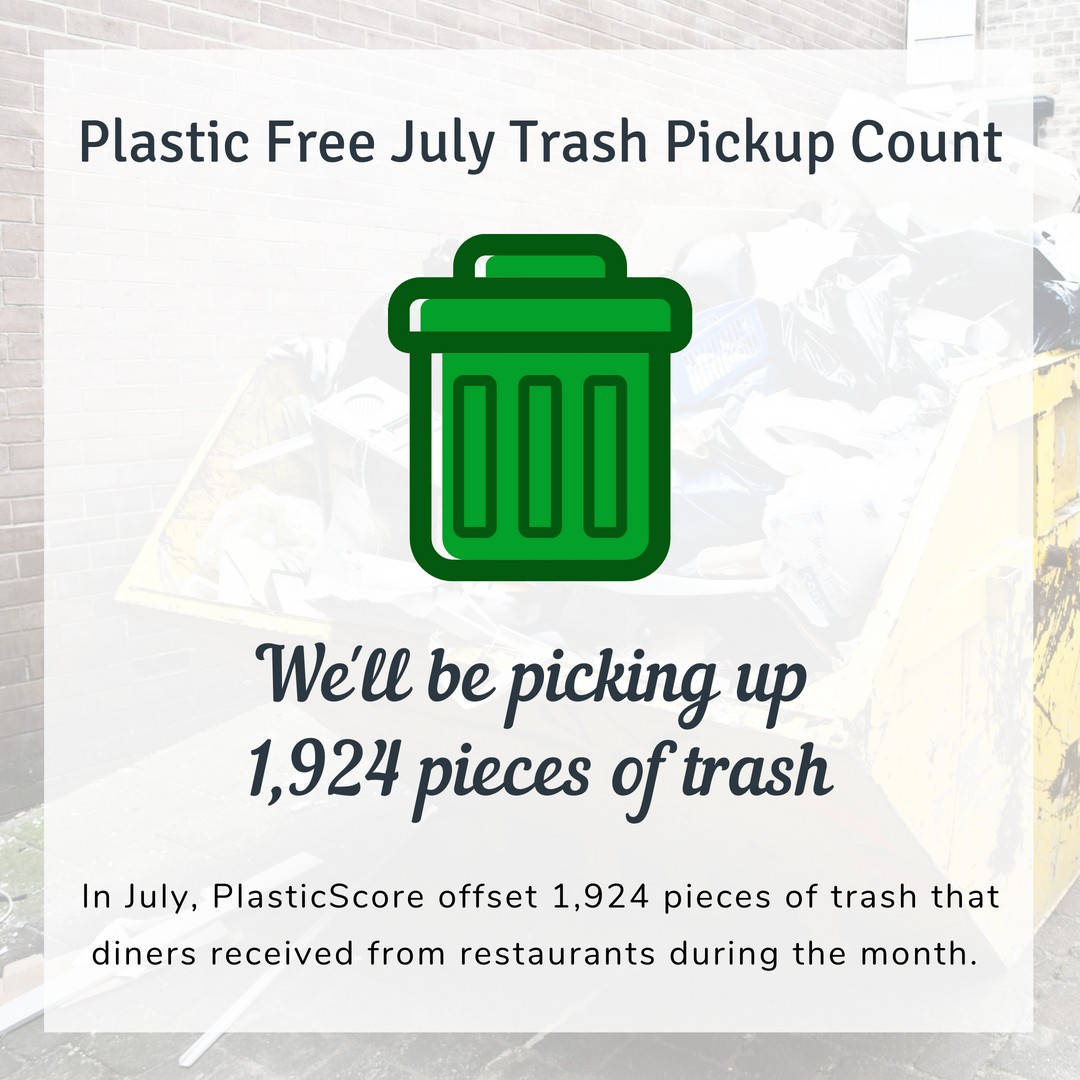 Plastic Free July Trash Pickup Count
We'll be picking up
1,924 pieces of trash
In July, PlasticScore offset 1,924 pieces of trash that
diners received from restaurants during the month.